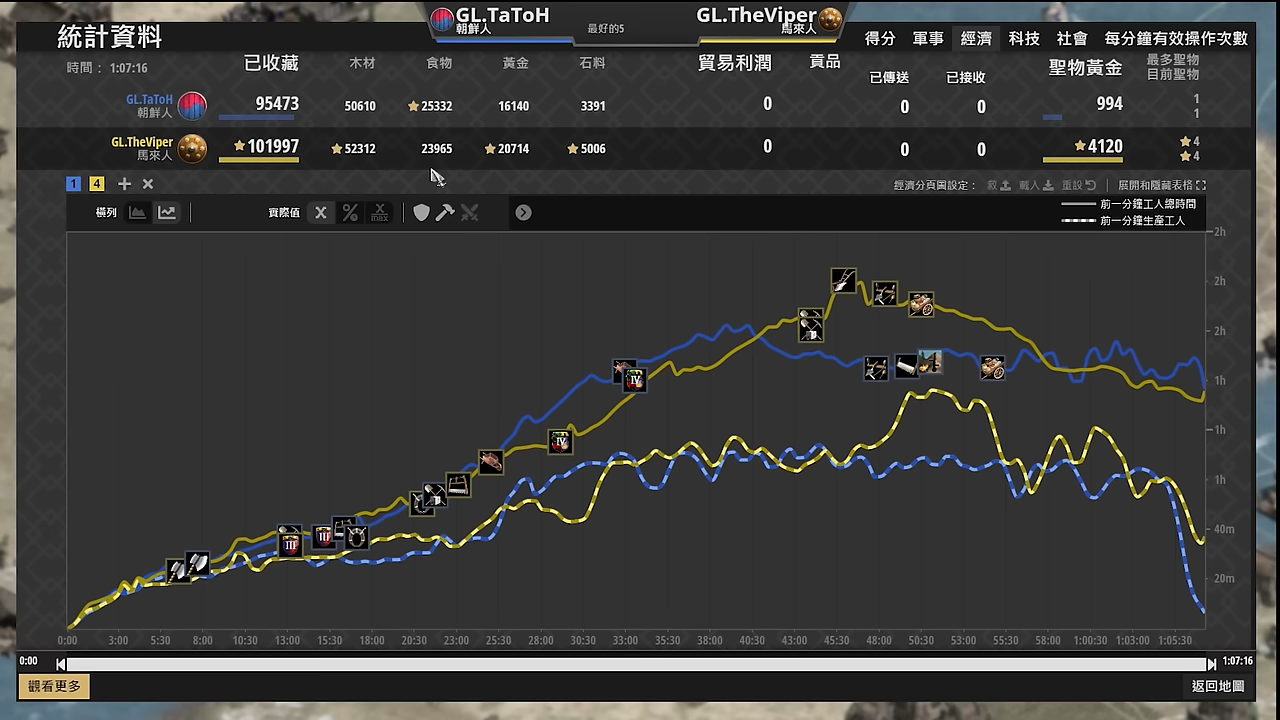 GL.TaToH
朝鮮人
最好的5
GL.TheViper
馬來人
統計資料
得分 軍事 經濟 科技 社會 每分鐘有效操作次數
時間： 1:07:16
已收藏 木材 食物 黃金 石料 貿易利潤 貢品 已傳送 已接收 聖物黃金 最多聖物
目前聖物
GL.TaToH
朝鮮人
95473 50610 25332 16140 3391 0 0 0 994 1
1
GL.TheViper
馬來人
101997 52312 23965 20714 5006 0 0 0 4120 4
4
1 4
經濟分頁圖設定： 載入 重設 展開和隱藏表格
橫列 實際值 X % X
max
前一分鐘工人總時間
前一分鐘生產工人
2h
2h
2h
1h
1h
1h
40m
20m
III III IV IV
0:00 3:00 5:30 8:00 10:30 13:00 15:30 18:00 20:30 23:00 25:30 28:00 30:30 33:00 35:30 38:00 40:30 43:00 45:30 48:00 50:30 53:00 55:30 58:00 1:00:30 1:03:00 1:05:30
0:00 1:07:16
觀看更多 返回地圖